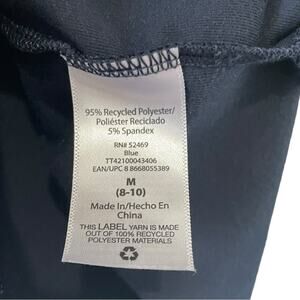 95% Recycled Polyester/
Poliéster Reciclado
5% Spandex
RN# 52469
Blue
TT42100043406
EAN/UPC 8 8668055389
M
(8-10)
Made In/Hecho En
China
THIS LABEL YARN IS MADE
OUT OF 100% RECYCLED
POLYESTER MATERIALS